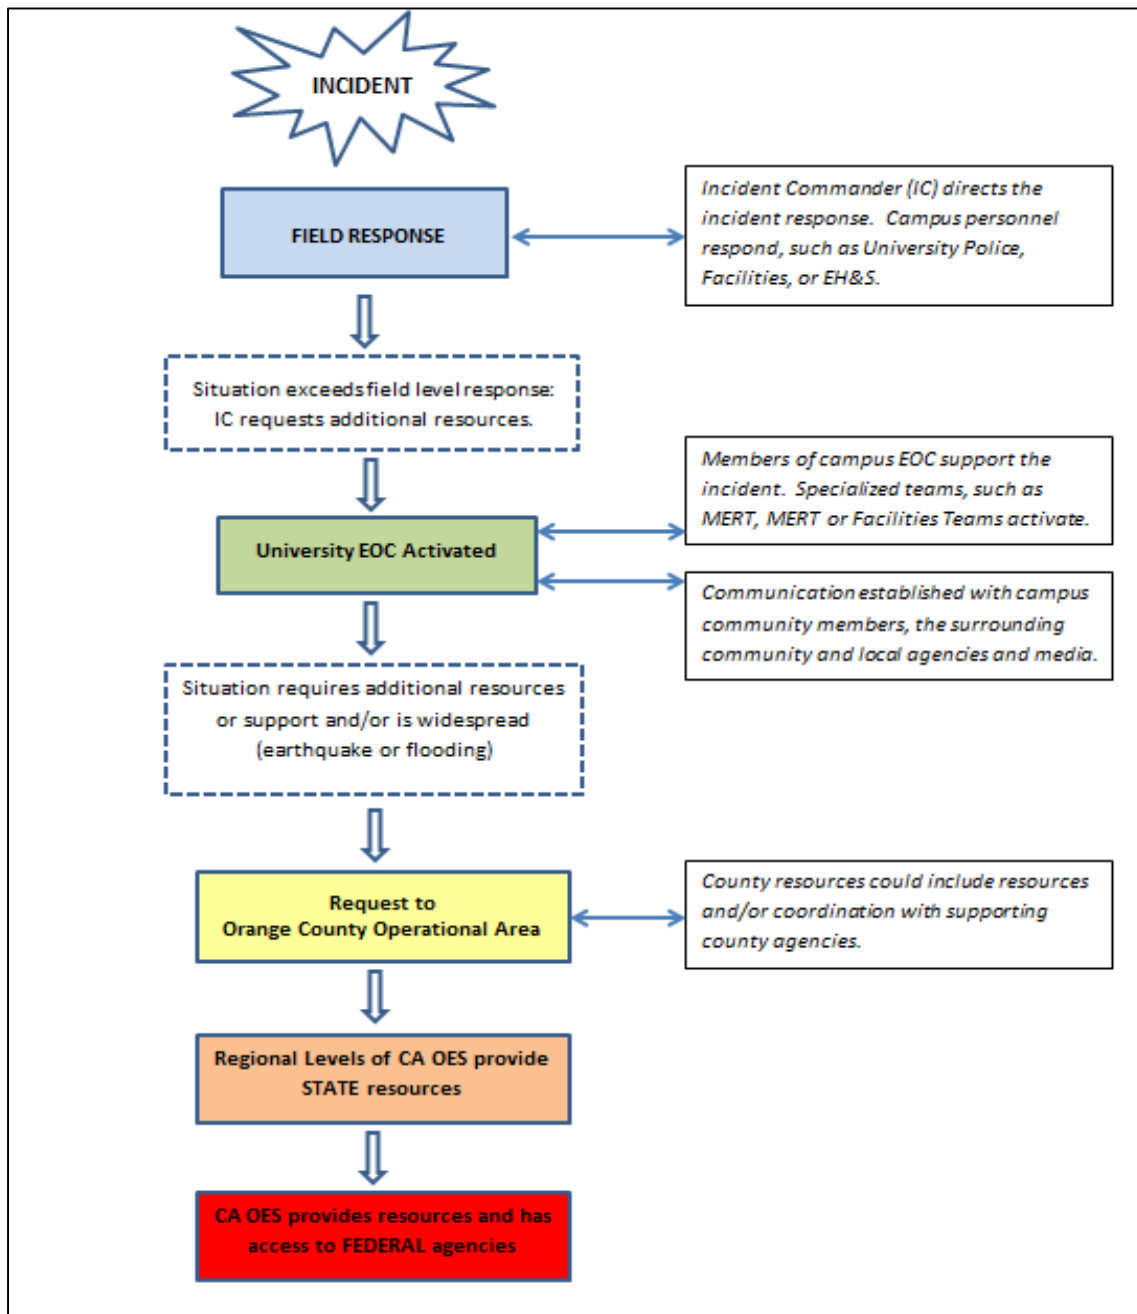 INCIDENT
FIELD RESPONSE
Incident Commander (IC) directs the
incident response. Campus personnel
respond, such as University Police,
Facilities, or EH&S.
Situation exceeds field level response:
IC requests additional resources.
Members of campus EOC support the
incident. Specialized teams, such as
MERT, MERT or Facilities Teams activate.
University EOC Activated
Communication established with campus
community members, the surrounding
community and local agencies and media.
Situation requires additional resources
or support and/or is widespread
(earthquake or flooding)
Request to
Orange County Operational Area
County resources could include resources
and/or coordination with supporting
county agencies.
Regional Levels of CA OES provide
STATE resources
CA OES provides resources and has
access to FEDERAL agencies